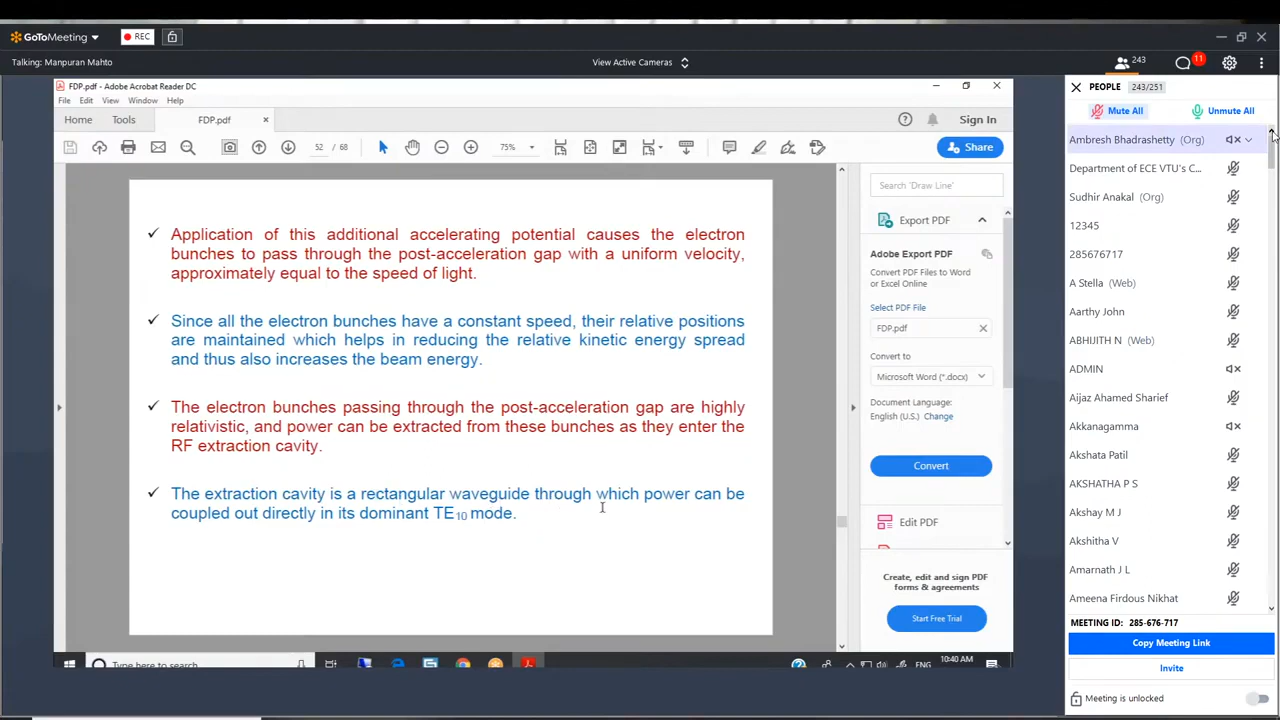 GoToMeeting
REC
Talking: Manpuran Mahto
View Active Cameras
243
11
FDP.pdf - Adobe Acrobat Reader DC
File Edit View Window Help
Home Tools FDP.pdf × Sign In
52 / 68 75% Share
✓ Application of this additional accelerating potential causes the electron
bunches to pass through the post-acceleration gap with a uniform velocity,
approximately equal to the speed of light.
✓ Since all the electron bunches have a constant speed, their relative positions
are maintained which helps in reducing the relative kinetic energy spread
and thus also increases the beam energy.
✓ The electron bunches passing through the post-acceleration gap are highly
relativistic, and power can be extracted from these bunches as they enter the
RF extraction cavity.
✓ The extraction cavity is a rectangular waveguide through which power can be
coupled out directly in its dominant TE10 mode.
Search 'Draw Line'
Export PDF
Adobe Export PDF
Convert PDF Files to Word
or Excel Online
Select PDF File
FDP.pdf
Convert to
Microsoft Word (*.docx)
Document Language:
English (U.S.) Change
Convert
Edit PDF
Create, edit and sign PDF
forms & agreements
Start Free Trial
Type here to search
ENG
10:40 AM
PEOPLE 243/251
Mute All Unmute All
Ambresh Bhadrashetty (Org)
Department of ECE VTU's C...
Sudhir Anakal (Org)
12345
285676717
A Stella (Web)
Aarthy John
ABHIJITH N (Web)
ADMIN
Aijaz Ahamed Sharief
Akkanagamma
Akshata Patil
AKSHATHA P S
Akshay M J
Akshitha V
Amarnath J L
Ameena Firdous Nikhat
MEETING ID: 285-676-717
Copy Meeting Link
Invite
Meeting is unlocked